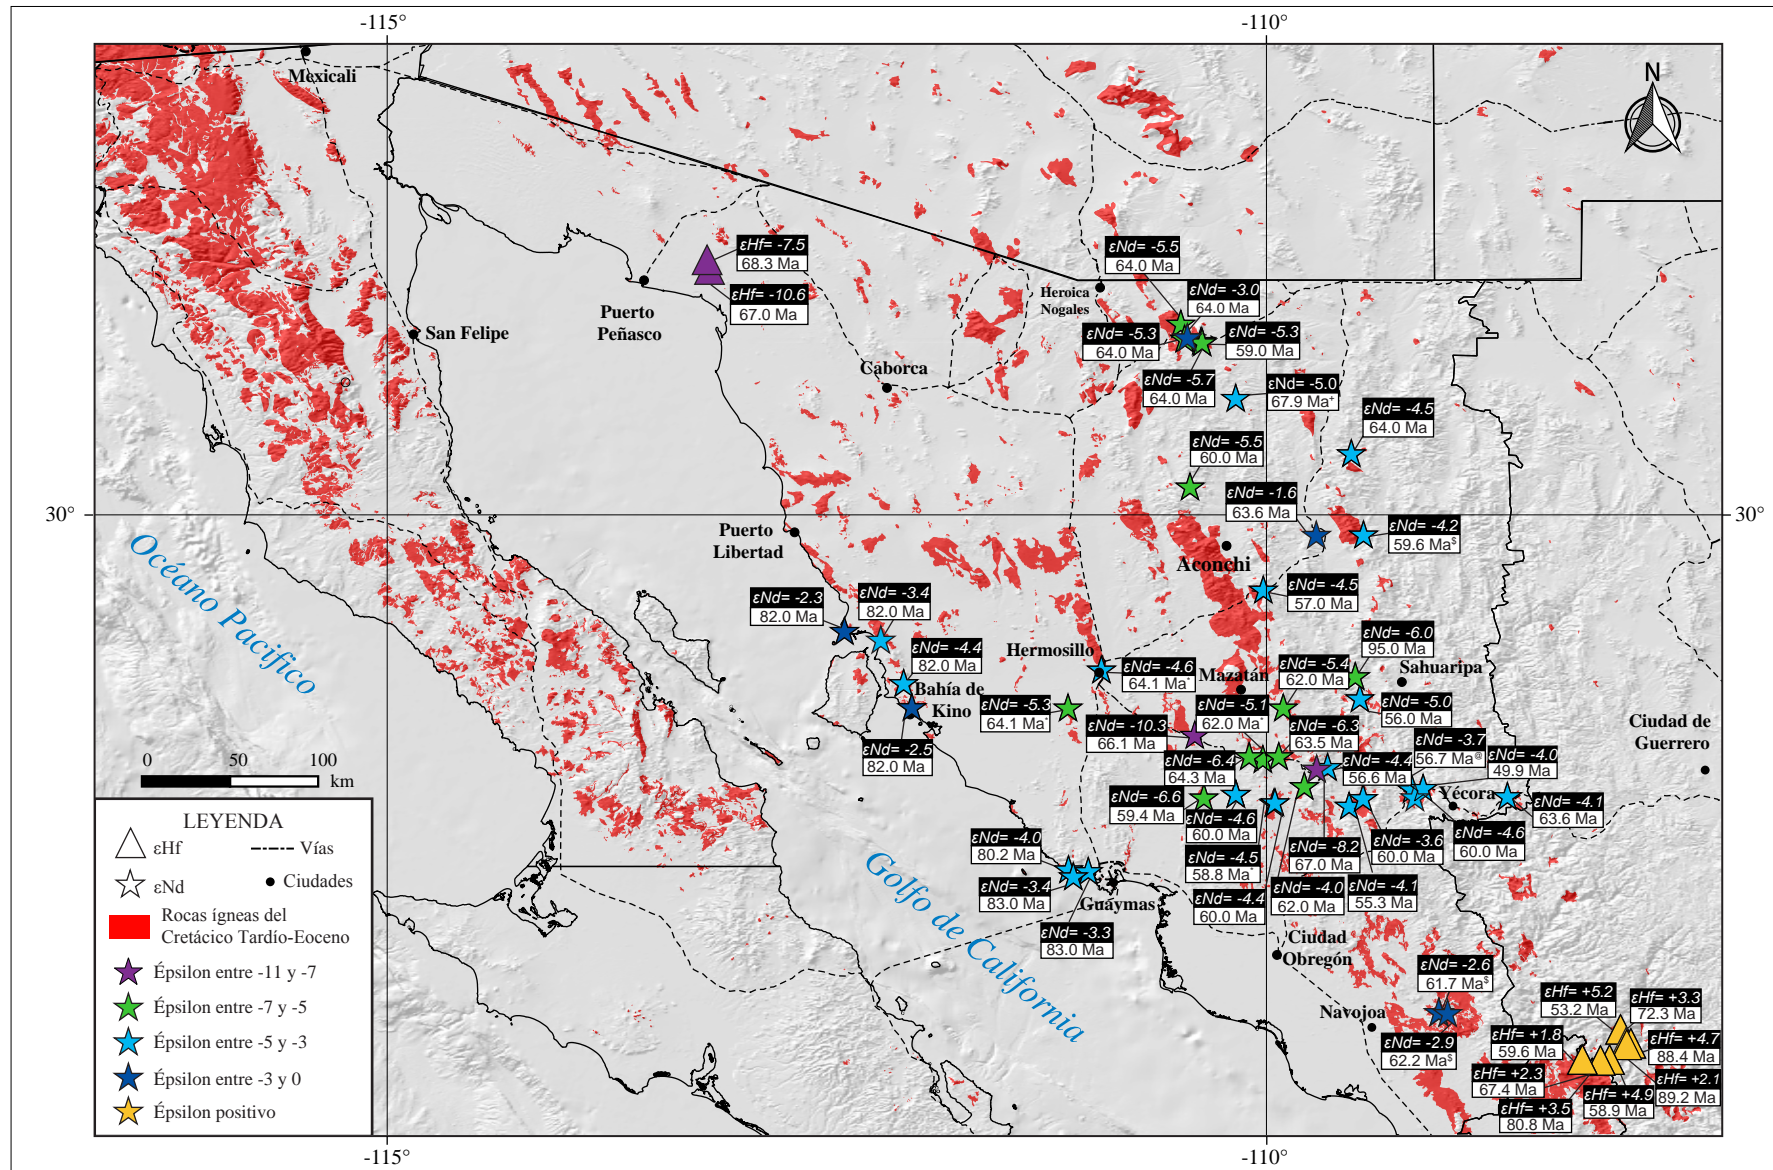 -115°
-110°
Mexicali
N
εHf= -7.5
68.3 Ma
εHf= -10.6
67.0 Ma
Puerto
Peñasco
San Felipe
Caborca
Heroica
Nogales
εNd= -5.5
64.0 Ma
εNd= -3.0
64.0 Ma
εNd= -5.3
64.0 Ma
εNd= -5.3
59.0 Ma
εNd= -5.7
64.0 Ma
εNd= -5.0
67.9 Ma+
εNd= -4.5
64.0 Ma
εNd= -5.5
60.0 Ma
εNd= -1.6
63.6 Ma
εNd= -4.2
59.6 Ma$
30°
30°
Puerto
Libertad
Océano Pacifico
Aconchi
εNd= -4.5
57.0 Ma
εNd= -2.3
82.0 Ma
εNd= -3.4
82.0 Ma
εNd= -4.4
82.0 Ma
Bahía de
Kino
εNd= -2.5
82.0 Ma
Hermosillo
εNd= -4.6
64.1 Ma*
εNd= -5.3
64.1 Ma*
Mazatán
εNd= -10.3
66.1 Ma
εNd= -5.1
62.0 Ma*
εNd= -5.4
62.0 Ma
εNd= -6.0
95.0 Ma
Sahuaripa
εNd= -5.0
56.0 Ma
εNd= -6.3
63.5 Ma
εNd= -3.7
56.7 Ma@
εNd= -4.0
49.9 Ma
Ciudad de
Guerrero
εNd= -6.4
64.3 Ma
εNd= -4.4
56.6 Ma
Yécora
εNd= -4.1
63.6 Ma
εNd= -6.6
59.4 Ma
εNd= -4.6
60.0 Ma
εNd= -4.5
58.8 Ma*
εNd= -8.2
67.0 Ma
εNd= -3.6
60.0 Ma
εNd= -4.6
60.0 Ma
εNd= -4.4
60.0 Ma
εNd= -4.0
62.0 Ma
εNd= -4.1
55.3 Ma
εNd= -4.0
80.2 Ma
εNd= -3.4
83.0 Ma
εNd= -3.3
83.0 Ma
Guaymas
Golfo de California
Ciudad
Obregón
Navojoa
εNd= -2.6
61.7 Ma$
εNd= -2.9
62.2 Ma$
εHf= +5.2
53.2 Ma
εHf= +3.3
72.3 Ma
εHf= +1.8
59.6 Ma
εHf= +4.7
88.4 Ma
εHf= +2.3
67.4 Ma
εHf= +2.1
89.2 Ma
εHf= +3.5
80.8 Ma
εHf= +4.9
58.9 Ma
0 50 100
km
LEYENDA
εHf
Vías
εNd
Ciudades
Rocas ígneas del
Cretácico Tardío-Eoceno
Épsilon entre -11 y -7
Épsilon entre -7 y -5
Épsilon entre -5 y -3
Épsilon entre -3 y 0
Épsilon positivo
-115°
-110°